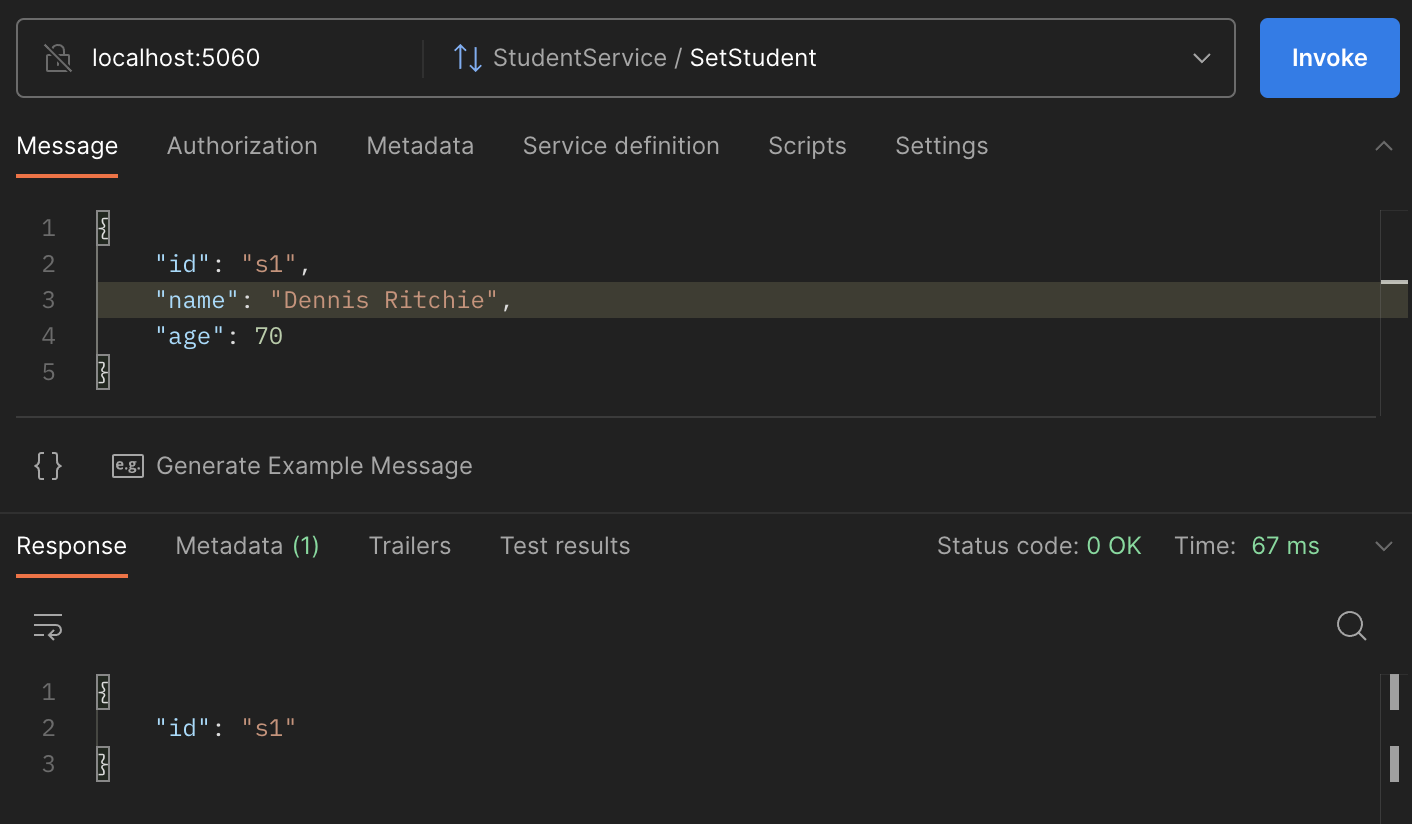 localhost:5060 StudentService / SetStudent Invoke
Message Authorization Metadata Service definition Scripts Settings
1 {
2 "id": "s1",
3 "name": "Dennis Ritchie",
4 "age": 70
5 }
{} e.g. Generate Example Message
Response Metadata (1) Trailers Test results Status code: 0 OK Time: 67 ms
1 {
2 "id": "s1"
3 }